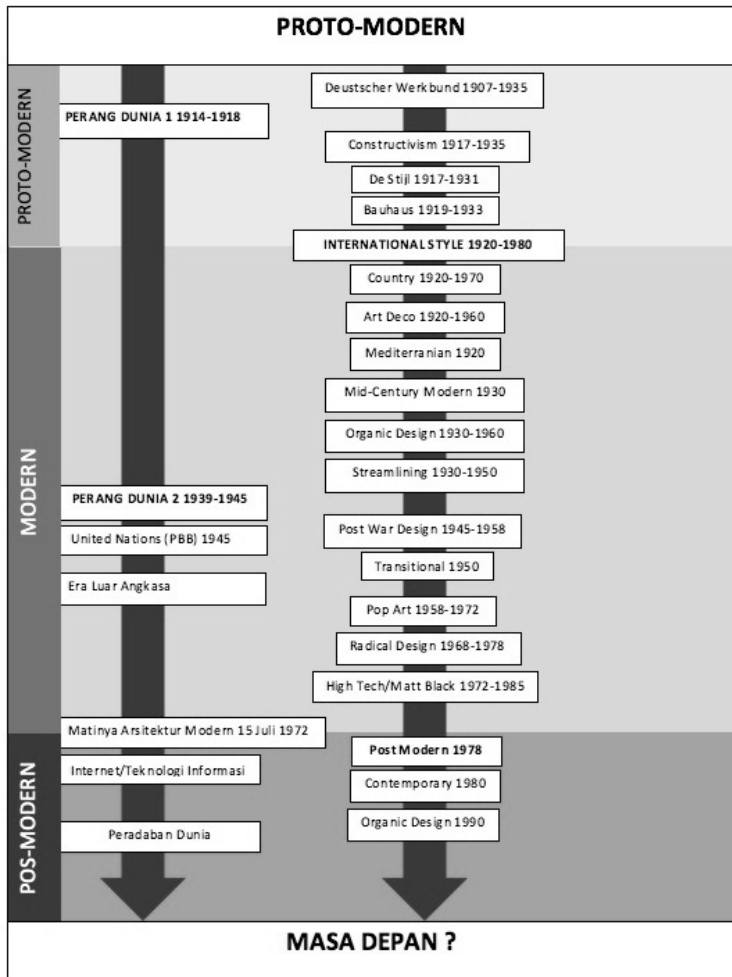 PROTO-MODERN
PROTO-MODERN
Deustscher Werkbund 1907-1935
PERANG DUNIA 1 1914-1918
Constructivism 1917-1935
De Stijl 1917-1931
Bauhaus 1919-1933
INTERNATIONAL STYLE 1920-1980
MODERN
Country 1920-1970
Art Deco 1920-1960
Mediterranian 1920
Mid-Century Modern 1930
Organic Design 1930-1960
Streamlining 1930-1950
PERANG DUNIA 2 1939-1945
Post War Design 1945-1958
United Nations (PBB) 1945
Transitional 1950
Era Luar Angkasa
Pop Art 1958-1972
Radical Design 1968-1978
High Tech/Matt Black 1972-1985
Matinya Arsitektur Modern 15 Juli 1972
POS-MODERN
Post Modern 1978
Internet/Teknologi Informasi
Contemporary 1980
Organic Design 1990
Peradaban Dunia
MASA DEPAN ?